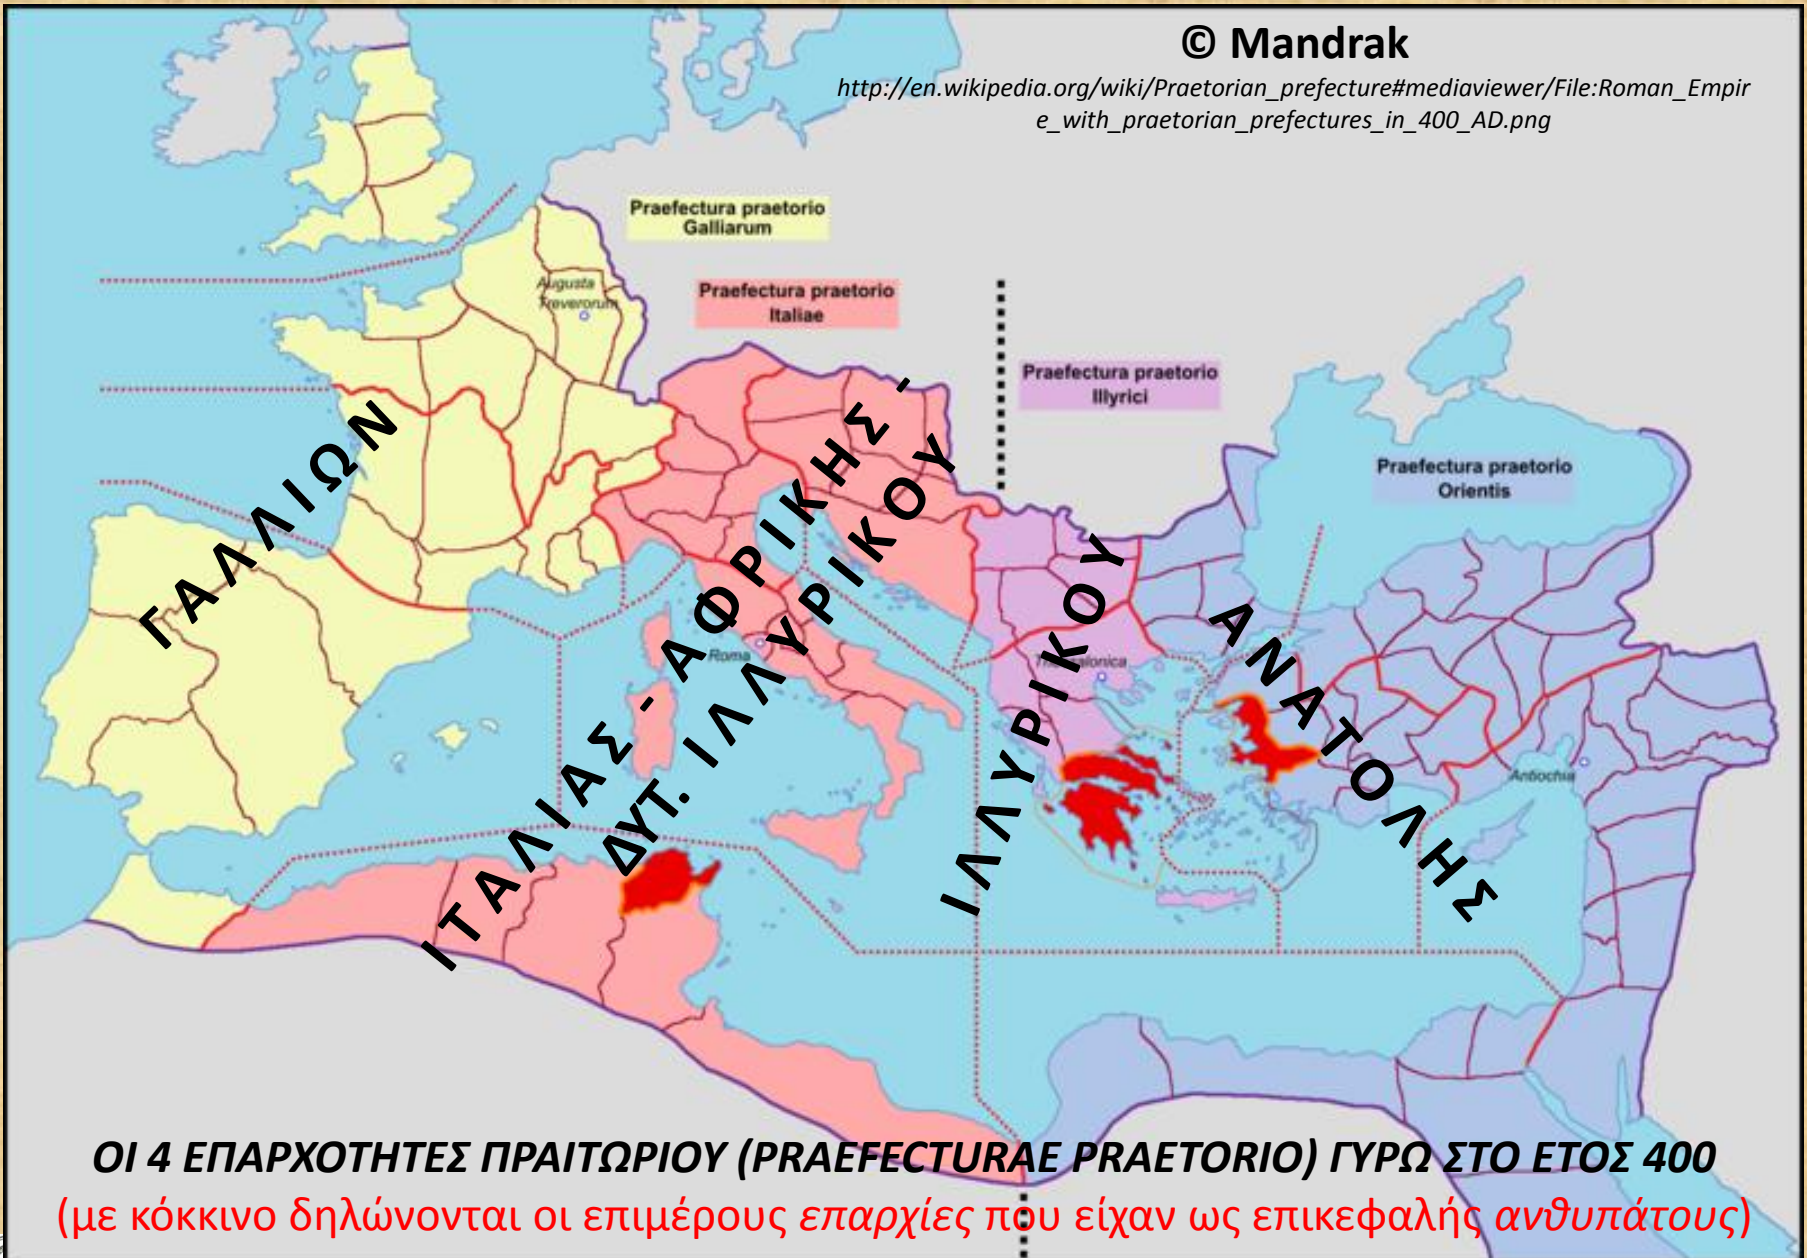 © Mandrak
http://en.wikipedia.org/wiki/Praetorian_prefecture#mediaviewer/File:Roman_Empir
e_with_praetorian_prefectures_in_400_AD.png
Praefectura praetorio
Galliarum
Augusta
Treverorum
Praefectura praetorio
Italiae
Praefectura praetorio
Illyrici
Praefectura praetorio
Orientis
ΓΑΛΛΙΩΝ
ΙΤΑΛΙΑΣ - ΑΦΡΙΚΗΣ -
ΔΥΤ. ΙΛΛΥΡΙΚΟΥ
Roma
ΙΛΛΥΡΙΚΟΥ
Thessalonica
ΑΝΑΤΟΛΗΣ
Antiochia
ΟΙ 4 ΕΠΑΡΧΟΤΗΤΕΣ ΠΡΑΙΤΩΡΙΟΥ (PRAEFECTURAE PRAETORIO) ΓΥΡΩ ΣΤΟ ΕΤΟΣ 400
(με κόκκινο δηλώνονται οι επιμέρους επαρχίες που είχαν ως επικεφαλής ανθυπάτους)